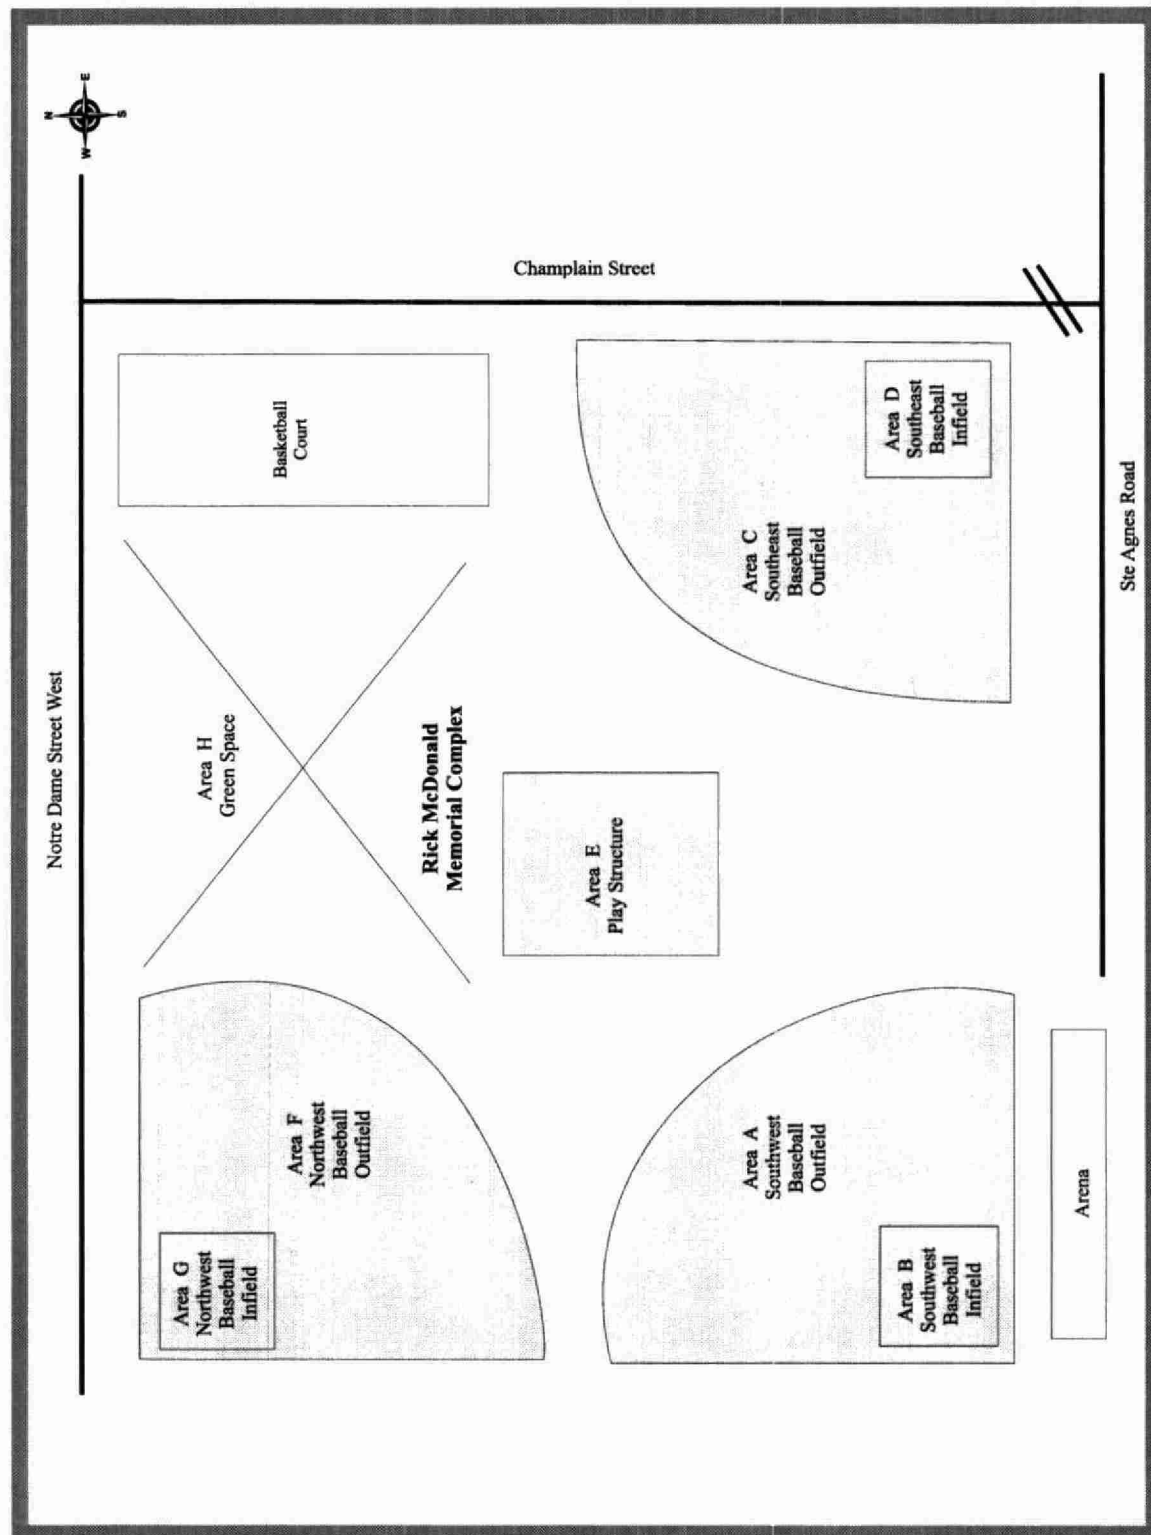 N
E
S
W
Notre Dame Street West
Champlain Street
Basketball
Court
Area H
Green Space
Rick McDonald
Memorial Complex
Area D
Southeast
Baseball
Infield
Area C
Southeast
Baseball
Outfield
Area E
Play Structure
Area F
Northwest
Baseball
Outfield
Area G
Northwest
Baseball
Infield
Area A
Southwest
Baseball
Outfield
Area B
Southwest
Baseball
Infield
Ste Agnes Road
Arena